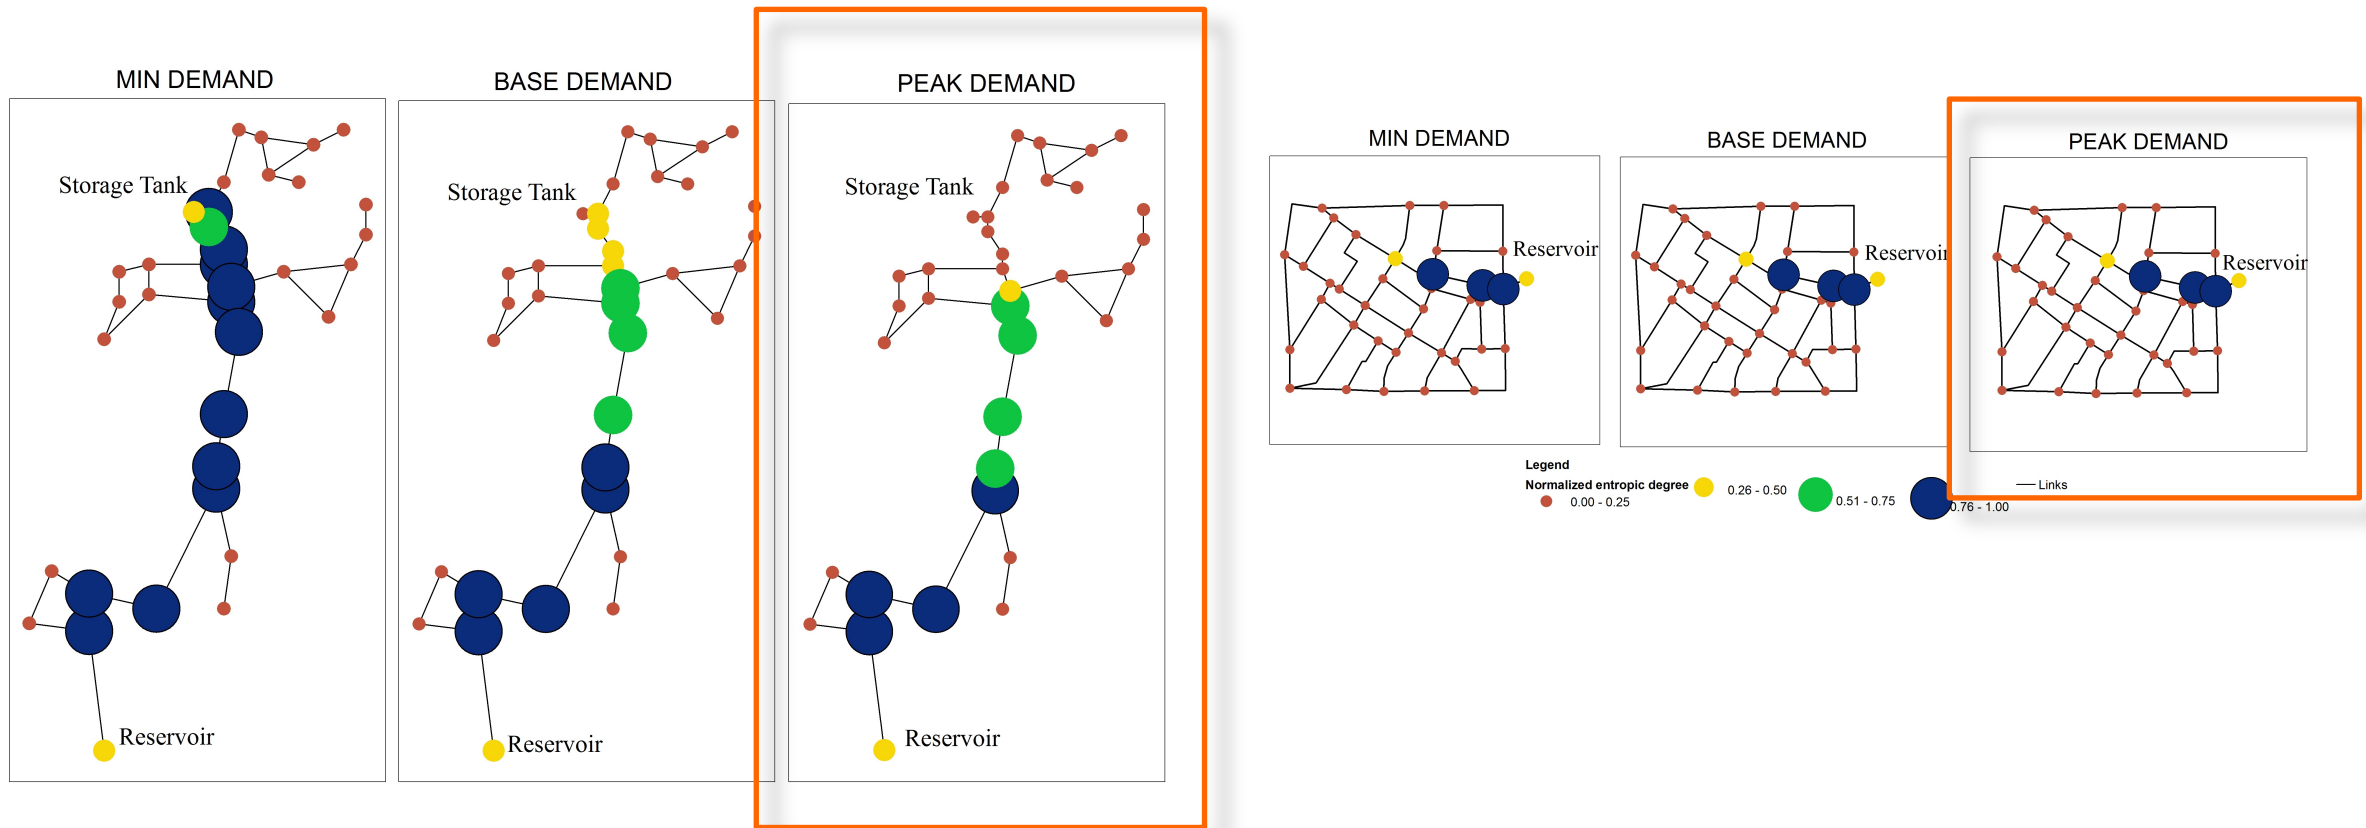 MIN DEMAND
BASE DEMAND
PEAK DEMAND
Storage Tank
Storage Tank
Storage Tank
Reservoir
Reservoir
Reservoir
MIN DEMAND
BASE DEMAND
PEAK DEMAND
Reservoir
Reservoir
Reservoir
Legend
Normalized entropic degree
0.00 - 0.25
0.26 - 0.50
0.51 - 0.75
0.76 - 1.00
Links